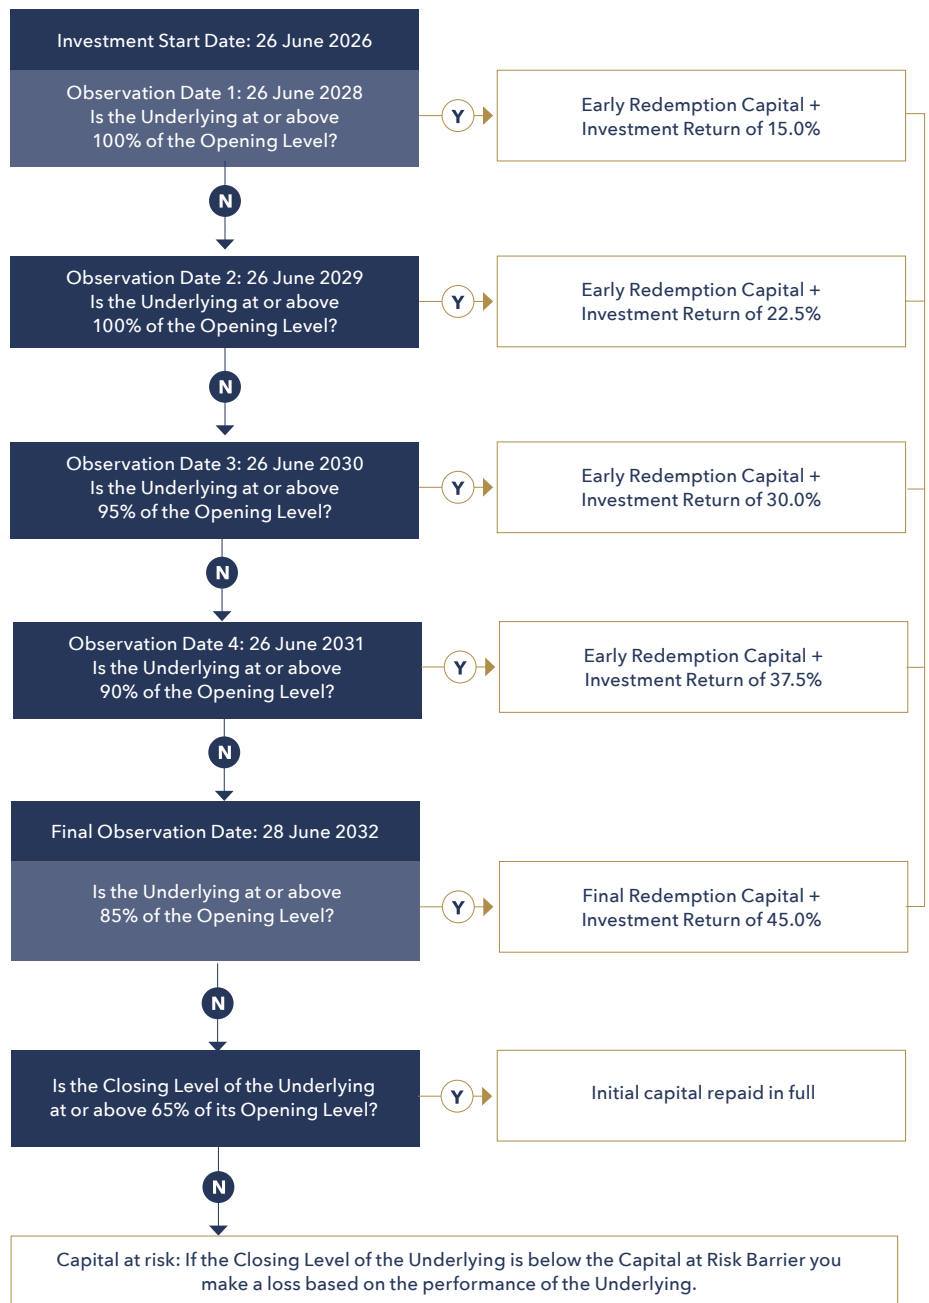 Investment Start Date: 26 June 2026
Observation Date 1: 26 June 2028
Is the Underlying at or above
100% of the Opening Level?
Y
Early Redemption Capital +
Investment Return of 15.0%
N
Observation Date 2: 26 June 2029
Is the Underlying at or above
100% of the Opening Level?
Y
Early Redemption Capital +
Investment Return of 22.5%
N
Observation Date 3: 26 June 2030
Is the Underlying at or above
95% of the Opening Level?
Y
Early Redemption Capital +
Investment Return of 30.0%
N
Observation Date 4: 26 June 2031
Is the Underlying at or above
90% of the Opening Level?
Y
Early Redemption Capital +
Investment Return of 37.5%
N
Final Observation Date: 28 June 2032
Is the Underlying at or above
85% of the Opening Level?
Y
Final Redemption Capital +
Investment Return of 45.0%
N
Is the Closing Level of the Underlying
at or above 65% of its Opening Level?
Y
Initial capital repaid in full
N
Capital at risk: If the Closing Level of the Underlying is below the Capital at Risk Barrier you
make a loss based on the performance of the Underlying.